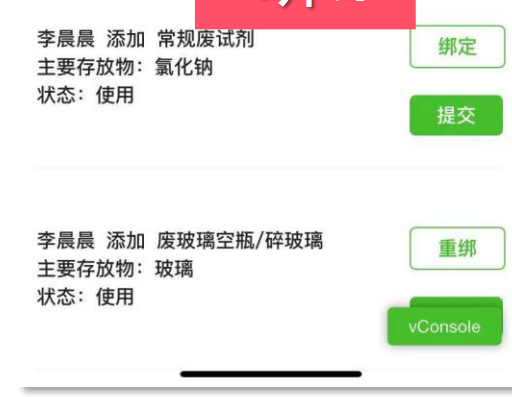 李晨晨 添加 常规废试剂
绑定
主要存放物：氯化钠
状态：使用
提交
李晨晨 添加 废玻璃空瓶/碎玻璃
重绑
主要存放物：玻璃
状态：使用
vConsole